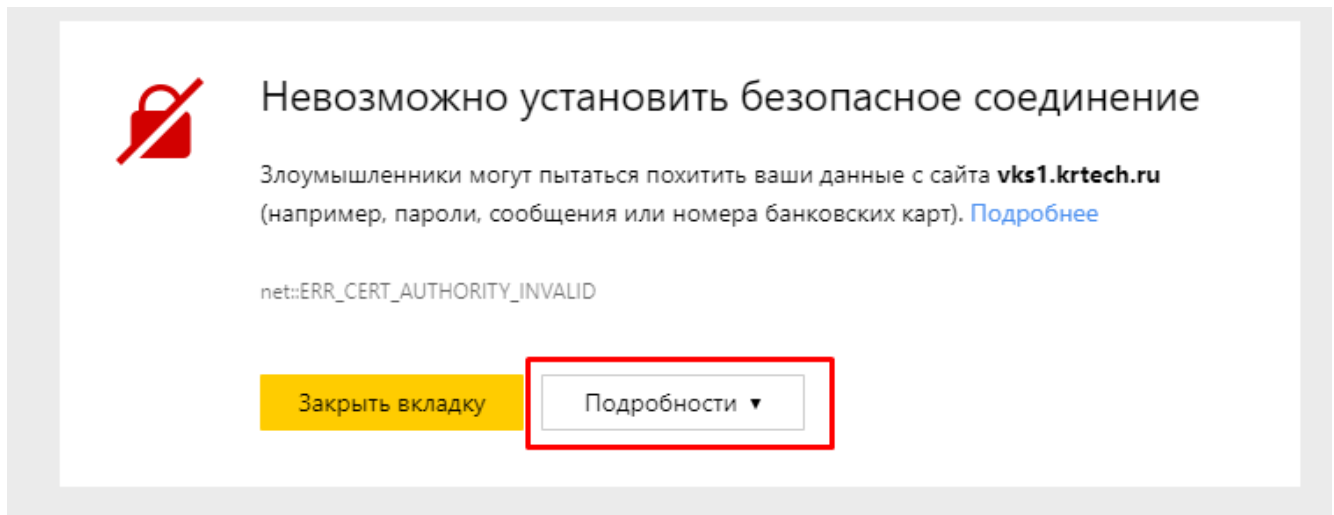 Невозможно установить безопасное соединение
Злоумышленники могут пытаться похитить ваши данные с сайта vks1.krtech.ru
(например, пароли, сообщения или номера банковских карт). Подробнее
net::ERR_CERT_AUTHORITY_INVALID
Закрыть вкладку
Подробности ▼